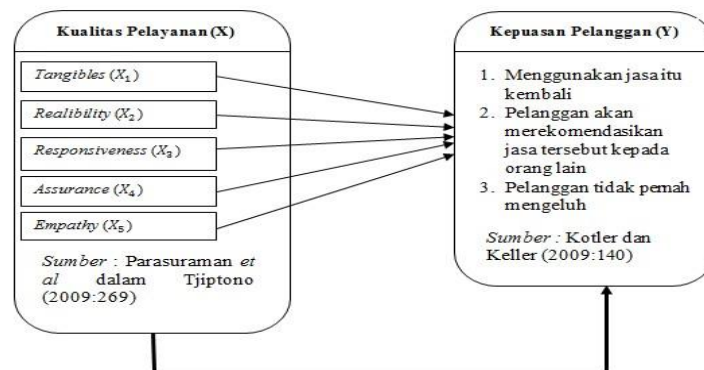 Kualitas Pelayanan (X)
Tangibles (X₁)
Realibility (X₂)
Responsiveness (X₃)
Assurance (X₄)
Empathy (X₅)
Sumber : Parasuraman et
al dalam Tjiptono
(2009:269)
Kepuasan Pelanggan (Y)
1. Menggunakan jasa itu
kembali
2. Pelanggan akan
merekomendasikan
jasa tersebut kepada
orang lain
3. Pelanggan tidak pernah
mengeluh
Sumber : Kotler dan
Keller (2009:140)